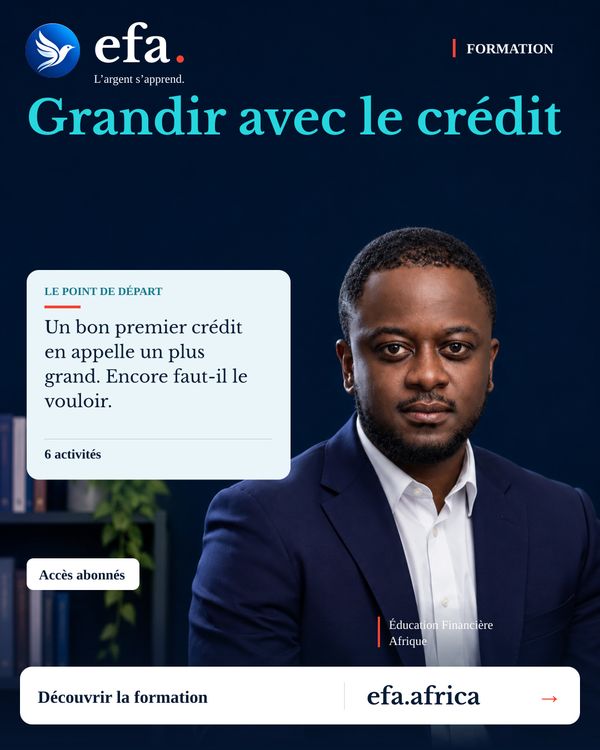 efa.
L’argent s’apprend.
FORMATION
Grandir avec le crédit
LE POINT DE DÉPART
Un bon premier crédit
en appelle un plus
grand. Encore faut-il le
vouloir.
6 activités
Accès abonnés
Éducation Financière
Afrique
Découvrir la formation
efa.africa →